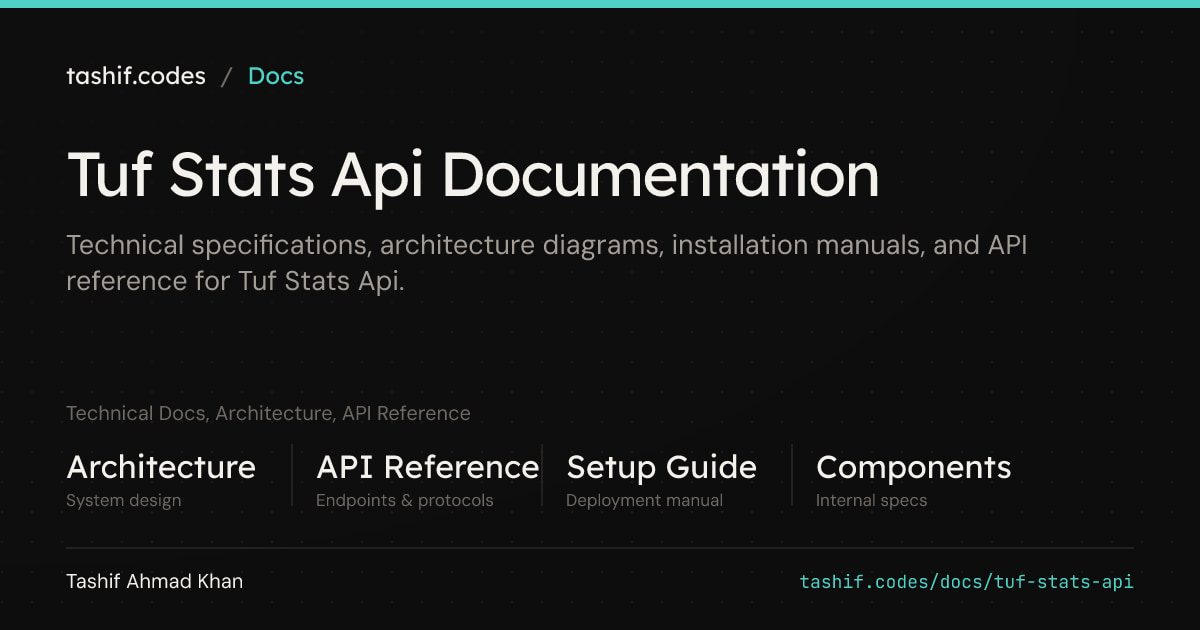 tashif.codes / Docs
Tuf Stats Api Documentation
Technical specifications, architecture diagrams, installation manuals, and API
reference for Tuf Stats Api.
Technical Docs, Architecture, API Reference
Architecture
System design
API Reference
Endpoints & protocols
Setup Guide
Deployment manual
Components
Internal specs
Tashif Ahmad Khan
tashif.codes/docs/tuf-stats-api